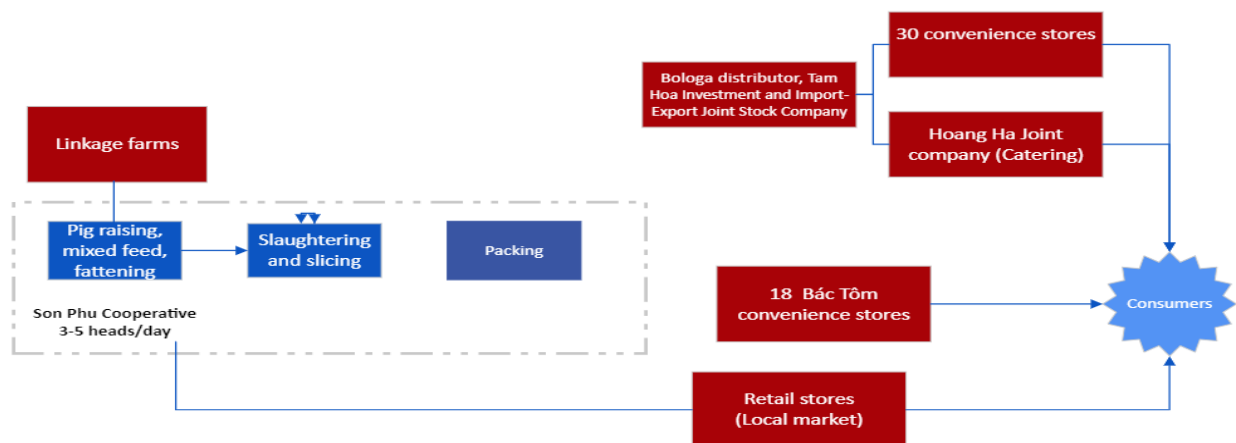 30 convenience stores
Bologa distributor, Tam
Hoa Investment and Import-
Export Joint Stock Company
Hoang Ha Joint
company (Catering)
Linkage farms
Pig raising,
mixed feed,
fattening
Slaughtering
and slicing
Packing
Son Phu Cooperative
3-5 heads/day
18 Bác Tôm
convenience stores
Consumers
Retail stores
(Local market)